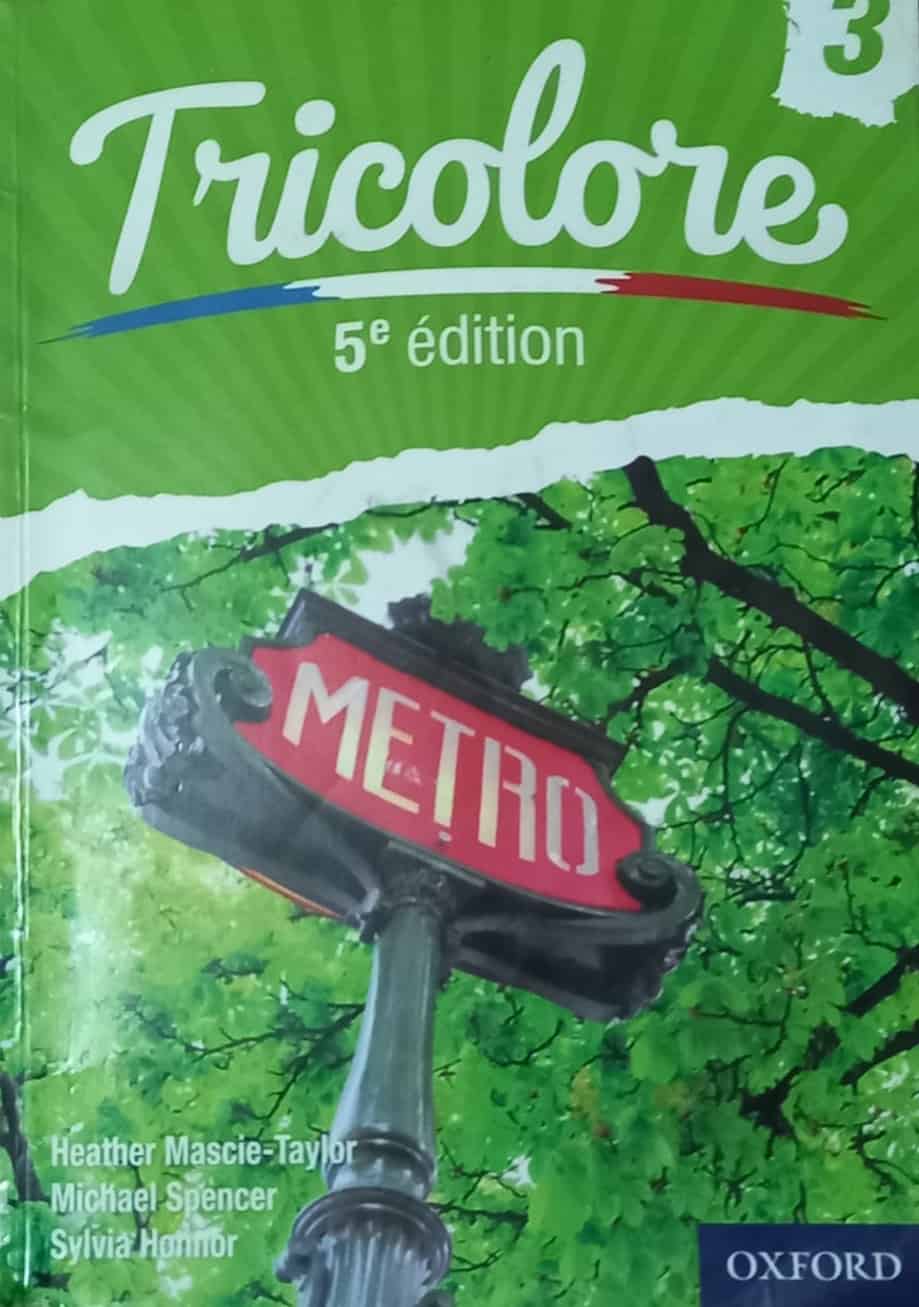 3
Tricolore
5e édition
METRO
Heather Mascie-Taylor
Michael Spencer
Sylvia Honnor
OXFORD